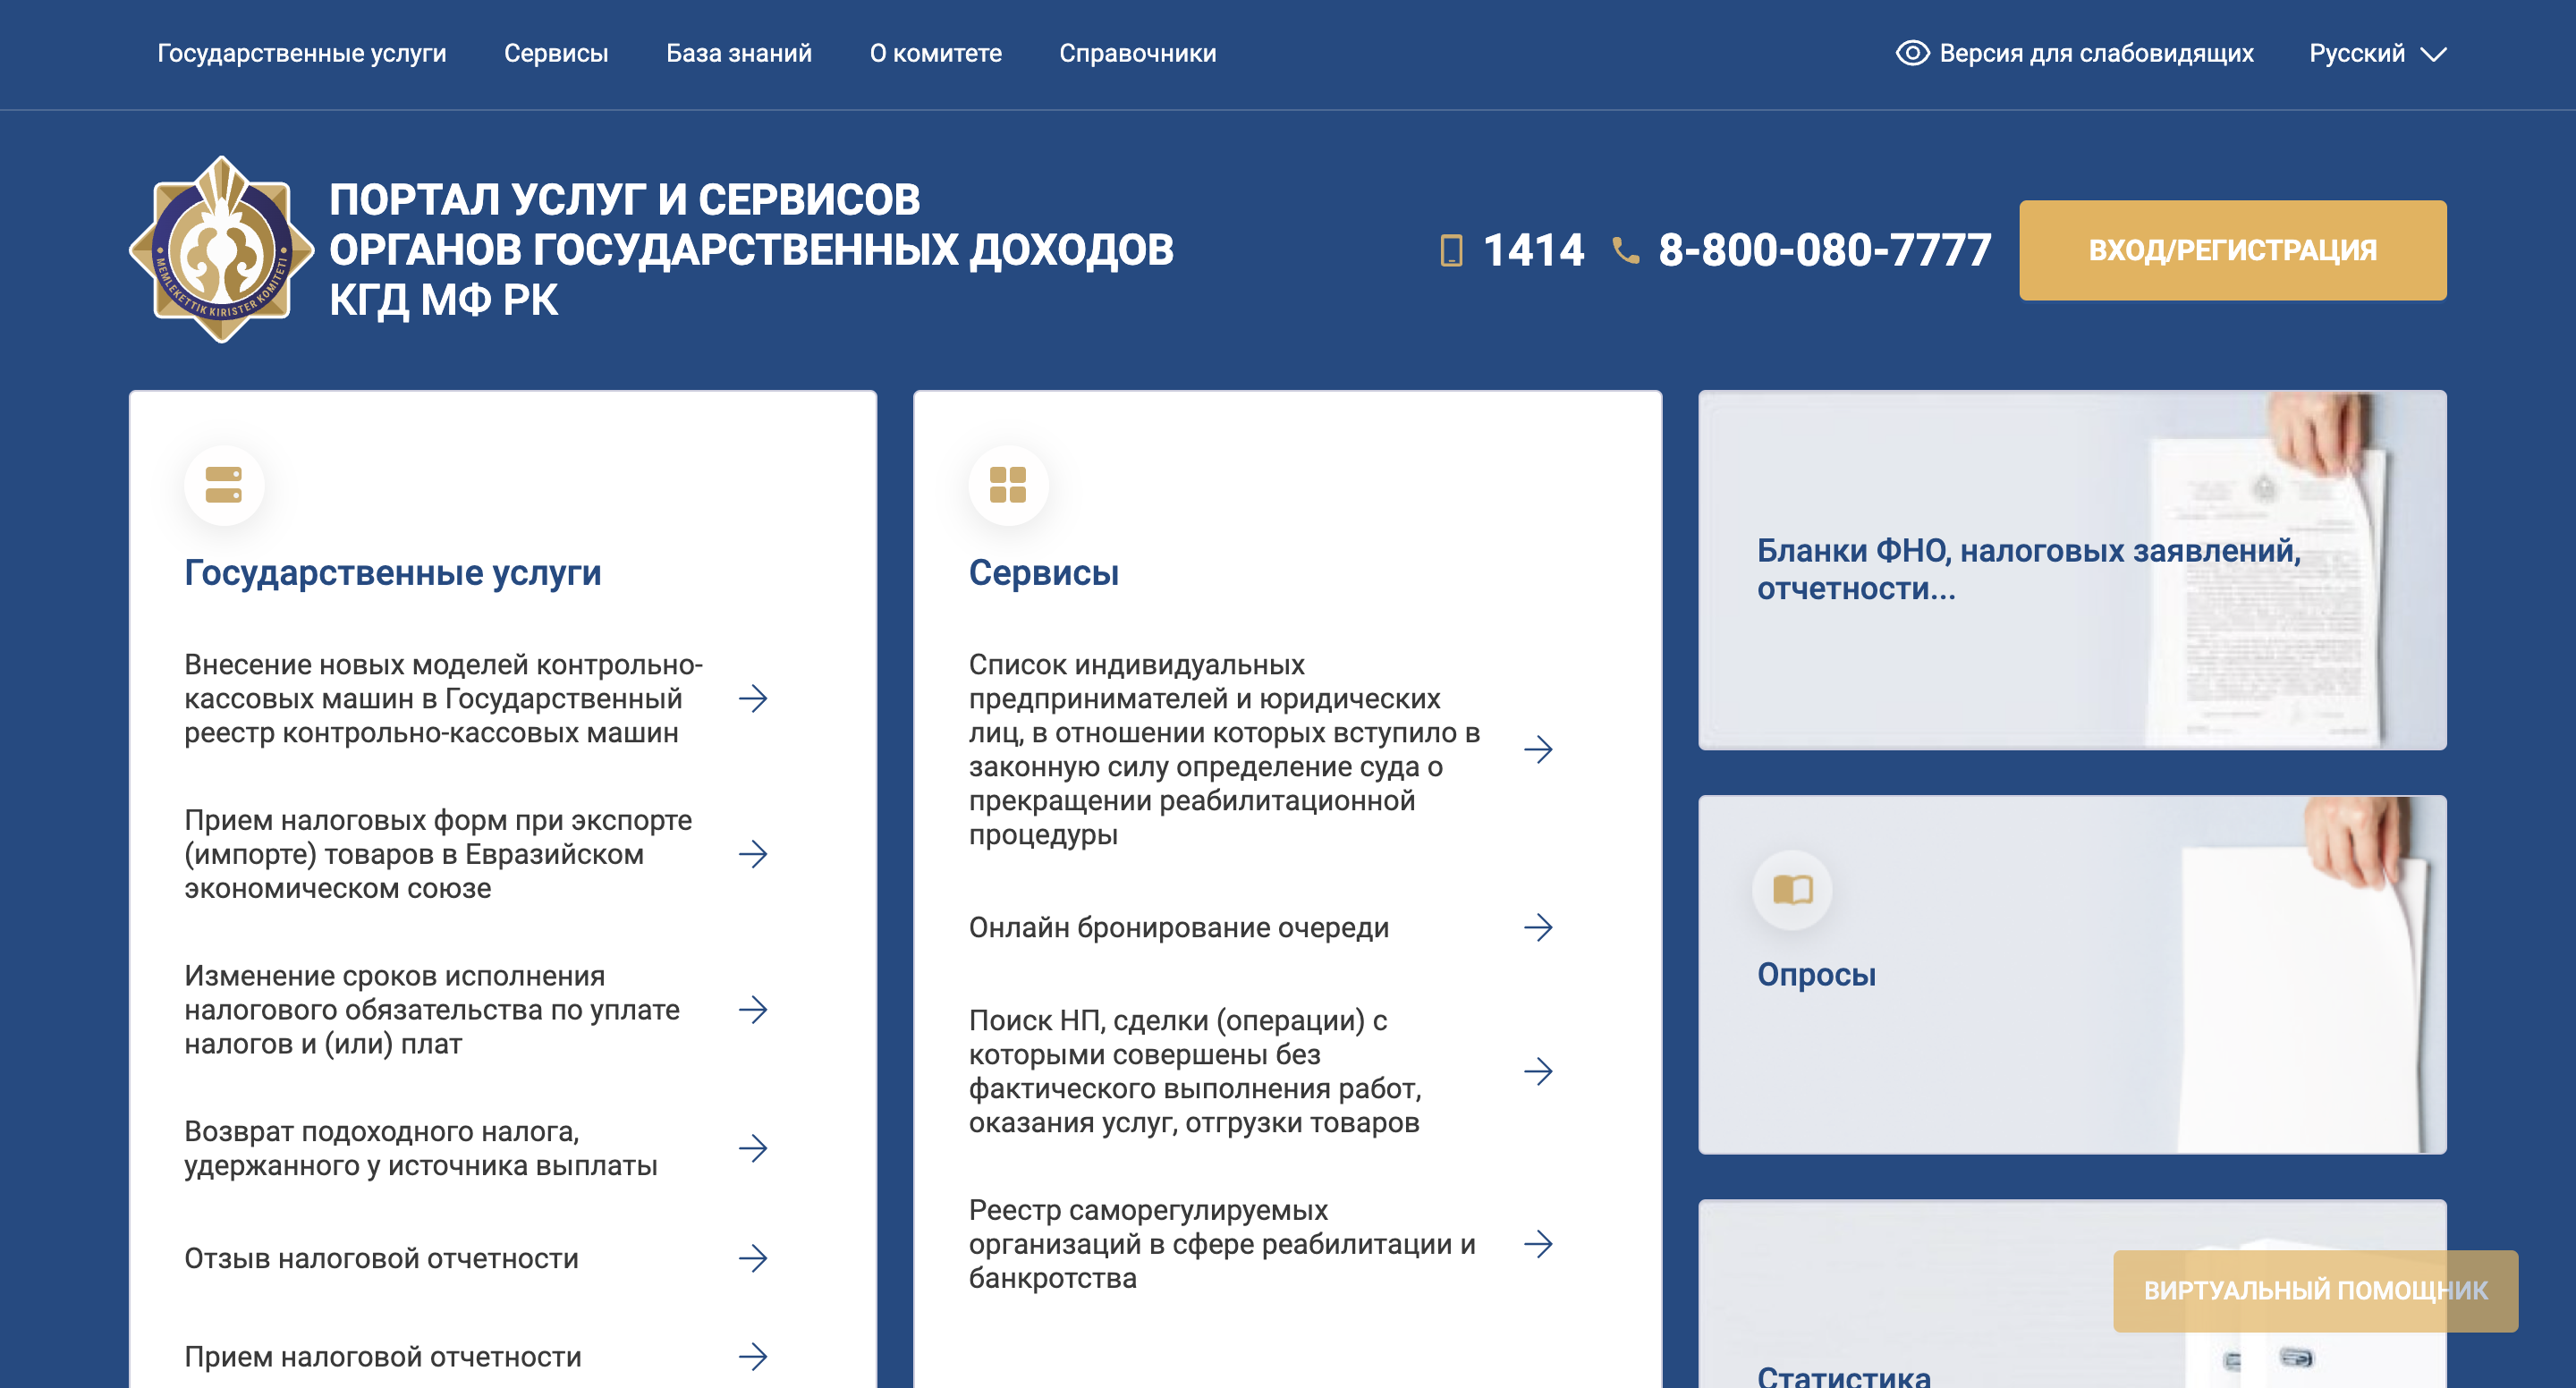 Государственные услуги
Сервисы
База знаний
О комитете
Справочники
Версия для слабовидящих
Русский
MEMLEKETTIK KIRISTER KOMITETI
ПОРТАЛ УСЛУГ И СЕРВИСОВ
ОРГАНОВ ГОСУДАРСТВЕННЫХ ДОХОДОВ
КГД МФ РК
1414
8-800-080-7777
ВХОД/РЕГИСТРАЦИЯ
Государственные услуги
Внесение новых моделей контрольно-
кассовых машин в Государственный
реестр контрольно-кассовых машин
Прием налоговых форм при экспорте
(импорте) товаров в Евразийском
экономическом союзе
Изменение сроков исполнения
налогового обязательства по уплате
налогов и (или) плат
Возврат подоходного налога,
удержанного у источника выплаты
Отзыв налоговой отчетности
Прием налоговой отчетности
Сервисы
Список индивидуальных
предпринимателей и юридических
лиц, в отношении которых вступило в
законную силу определение суда о
прекращении реабилитационной
процедуры
Онлайн бронирование очереди
Поиск НП, сделки (операции) с
которыми совершены без
фактического выполнения работ,
оказания услуг, отгрузки товаров
Реестр саморегулируемых
организаций в сфере реабилитации и
банкротства
Бланки ФНО, налоговых заявлений,
отчетности...
Опросы
ВИРТУАЛЬНЫЙ ПОМОЩНИК
Статистика